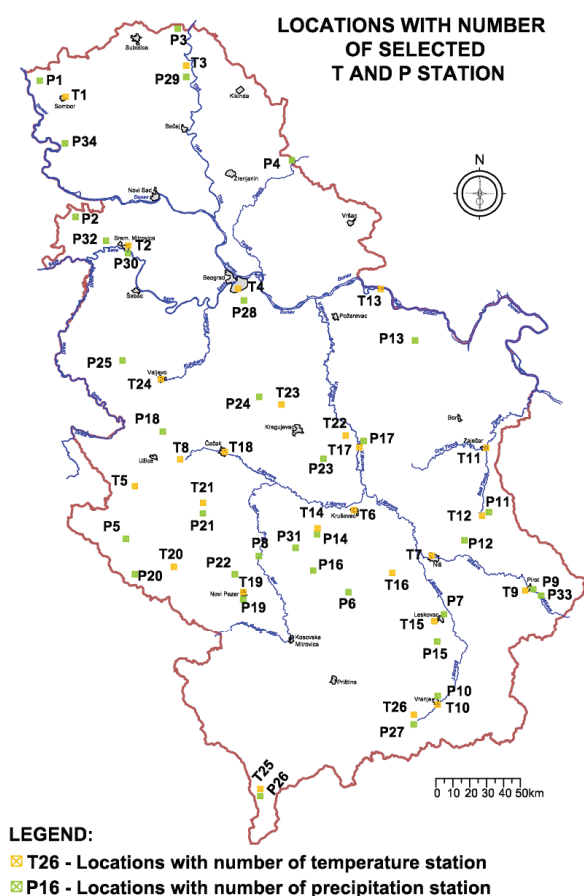 LOCATIONS WITH NUMBER
OF SELECTED
T AND P STATION
P3
Subotica
T3
P29
P1
T1
Sombor
Kikinda
Bečej
P34
P4
Zrenjanin
Novi Sad
Dunav
N
P2
Vršac
P32
Srem. Mitrovica
T2
P30
Sava
Beograd
T4
Šabac
T13
Dunav
P28
Požarevac
P13
P25
Valjevo
T24
P24
T23
Bor
P18
Kragujevac
T22
P17
Zaječar
Užice
T8
Čačak
T18
T17
T11
P23
T5
T21
P21
T14
Kruševac
T6
P11
T12
P14
P5
P31
P12
P8
T7
Niš
T20
P16
P20
P22
T19
T16
Pirot
P9
Novi Pazar
P19
P6
T9
P33
P7
Leskovac
T15
Kosovska
Mitrovica
P15
Priština
P10
Vranje
T10
T26
P27
T25
P26
0 10 20 30 40 50km
LEGEND:
T26 - Locations with number of temperature station
P16 - Locations with number of precipitation station